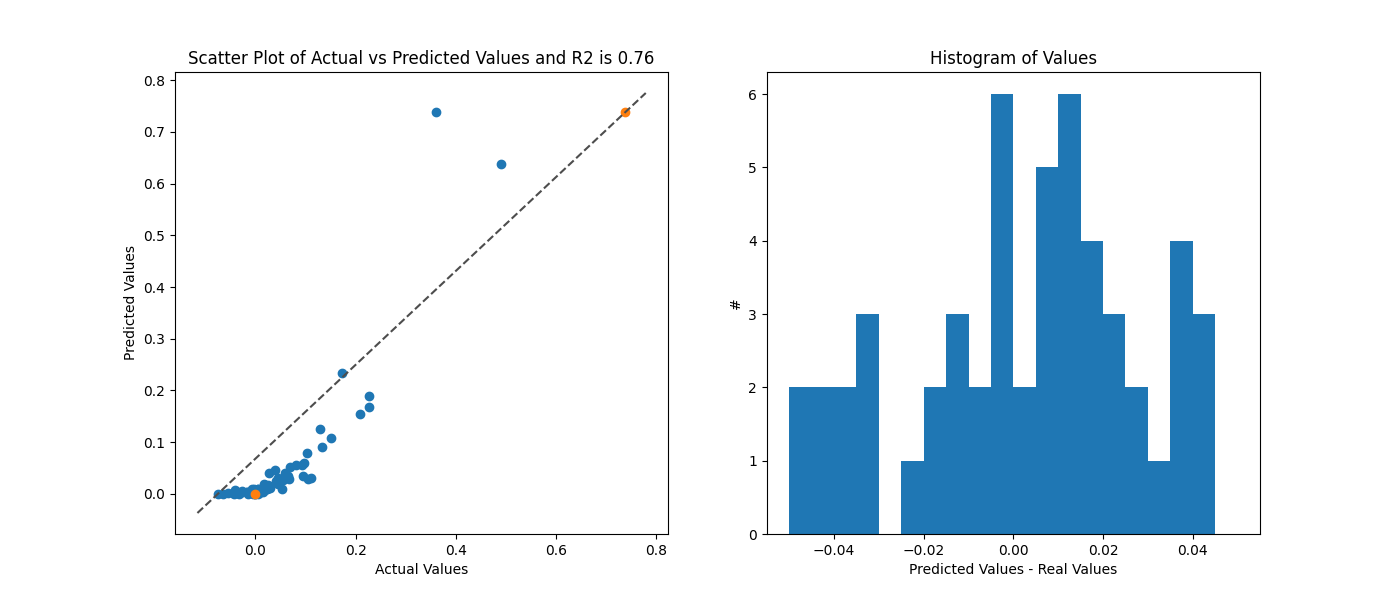 Scatter Plot of Actual vs Predicted Values and R2 is 0.76
0.8
0.7
0.6
0.5
0.4
0.3
0.2
0.1
0.0
Predicted Values
0.0 0.2 0.4 0.6 0.8
Actual Values
Histogram of Values
6
5
4
3
2
1
0
#
−0.04 −0.02 0.00 0.02 0.04
Predicted Values - Real Values